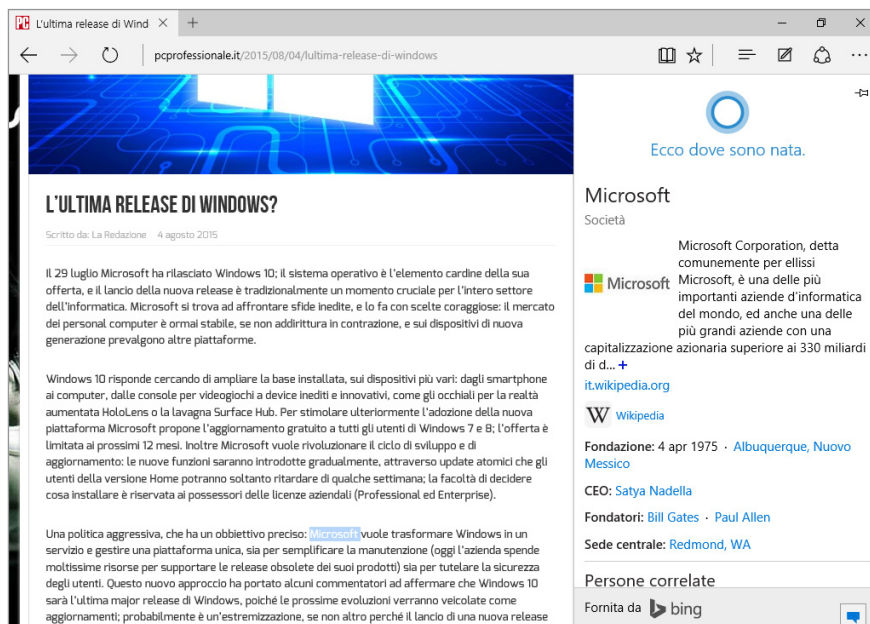 L'ultima release di Wind
pcprofessionale.it/2015/08/04/lultima-release-di-windows
L'ULTIMA RELEASE DI WINDOWS?
Scritto da: La Redazione 4 agosto 2015
Il 29 luglio Microsoft ha rilasciato Windows 10; il sistema operativo è l'elemento cardine della sua
offerta, e il lancio della nuova release è tradizionalmente un momento cruciale per l'intero settore
dell'informatica. Microsoft si trova ad affrontare sfide inedite, e lo fa con scelte coraggiose: il mercato
dei personal computer è ormai stabile, se non addirittura in contrazione, e sui dispositivi di nuova
generazione prevalgono altre piattaforme.
Windows 10 risponde cercando di ampliare la base installata, sui dispositivi più vari: dagli smartphone
ai computer, dalle console per videogiochi a device inediti e innovativi, come gli occhiali per la realtà
aumentata HoloLens o la lavagna Surface Hub. Per stimolare ulteriormente l'adozione della nuova
piattaforma Microsoft propone l'aggiornamento gratuito a tutti gli utenti di Windows 7 e 8; l'offerta è
limitata ai prossimi 12 mesi. Inoltre Microsoft vuole rivoluzionare il ciclo di sviluppo e di
aggiornamento: le nuove funzioni saranno introdotte gradualmente, attraverso update atomici che gli
utenti della versione Home potranno soltanto ritardare di qualche settimana; la facoltà di decidere
cosa installare è riservata ai possessori delle licenze aziendali (Professional ed Enterprise).
Una politica aggressiva, che ha un obbiettivo preciso: Microsoft vuole trasformare Windows in un
servizio e gestire una piattaforma unica, sia per semplificare la manutenzione (oggi l'azienda spende
moltissime risorse per supportare le release obsolete dei suoi prodotti) sia per tutelare la sicurezza
degli utenti. Questo nuovo approccio ha portato alcuni commentatori ad affermare che Windows 10
sarà l'ultima major release di Windows, poiché le prossime evoluzioni verranno veicolate come
aggiornamenti; probabilmente è un'estremizzazione, se non altro perché il lancio di una nuova release
Ecco dove sono nata.
Microsoft
Società
Microsoft
Microsoft Corporation, detta
comunemente per ellissi
Microsoft, è una delle più
importanti aziende d'informatica
del mondo, ed anche una delle
più grandi aziende con una
capitalizzazione azionaria superiore ai 330 miliardi
di d... +
it.wikipedia.org
W Wikipedia
Fondazione: 4 apr 1975 · Albuquerque, Nuovo
Messico
CEO: Satya Nadella
Fondatori: Bill Gates · Paul Allen
Sede centrale: Redmond, WA
Persone correlate
Fornita da bing